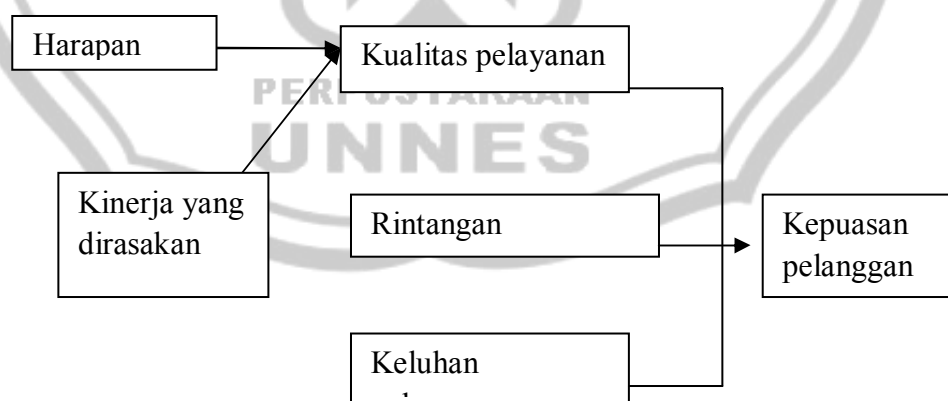 Harapan
Kualitas pelayanan
PERPUSTAKAAN
UNNES
Kinerja yang
dirasakan
Rintangan
Kepuasan
pelanggan
Keluhan